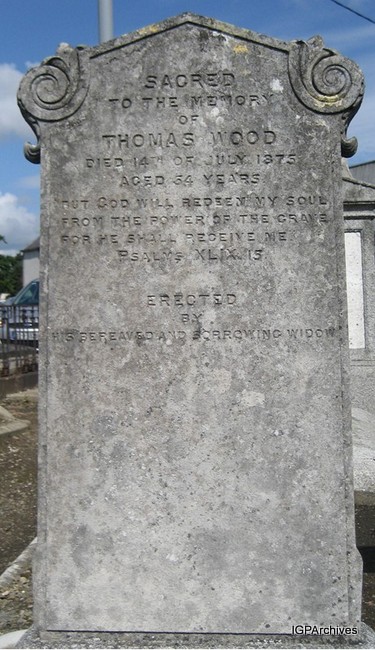 SACRED
TO THE MEMORY
OF
THOMAS WOOD
DIED 14TH OF JULY 1875
AGED 54 YEARS
BUT GOD WILL REDEEM MY SOUL
FROM THE POWER OF THE GRAVE
FOR HE SHALL RECEIVE ME
PSALMS XLIX.15
ERECTED
BY
HIS BEREAVED AND SORROWING WIDOW
IGPArchives